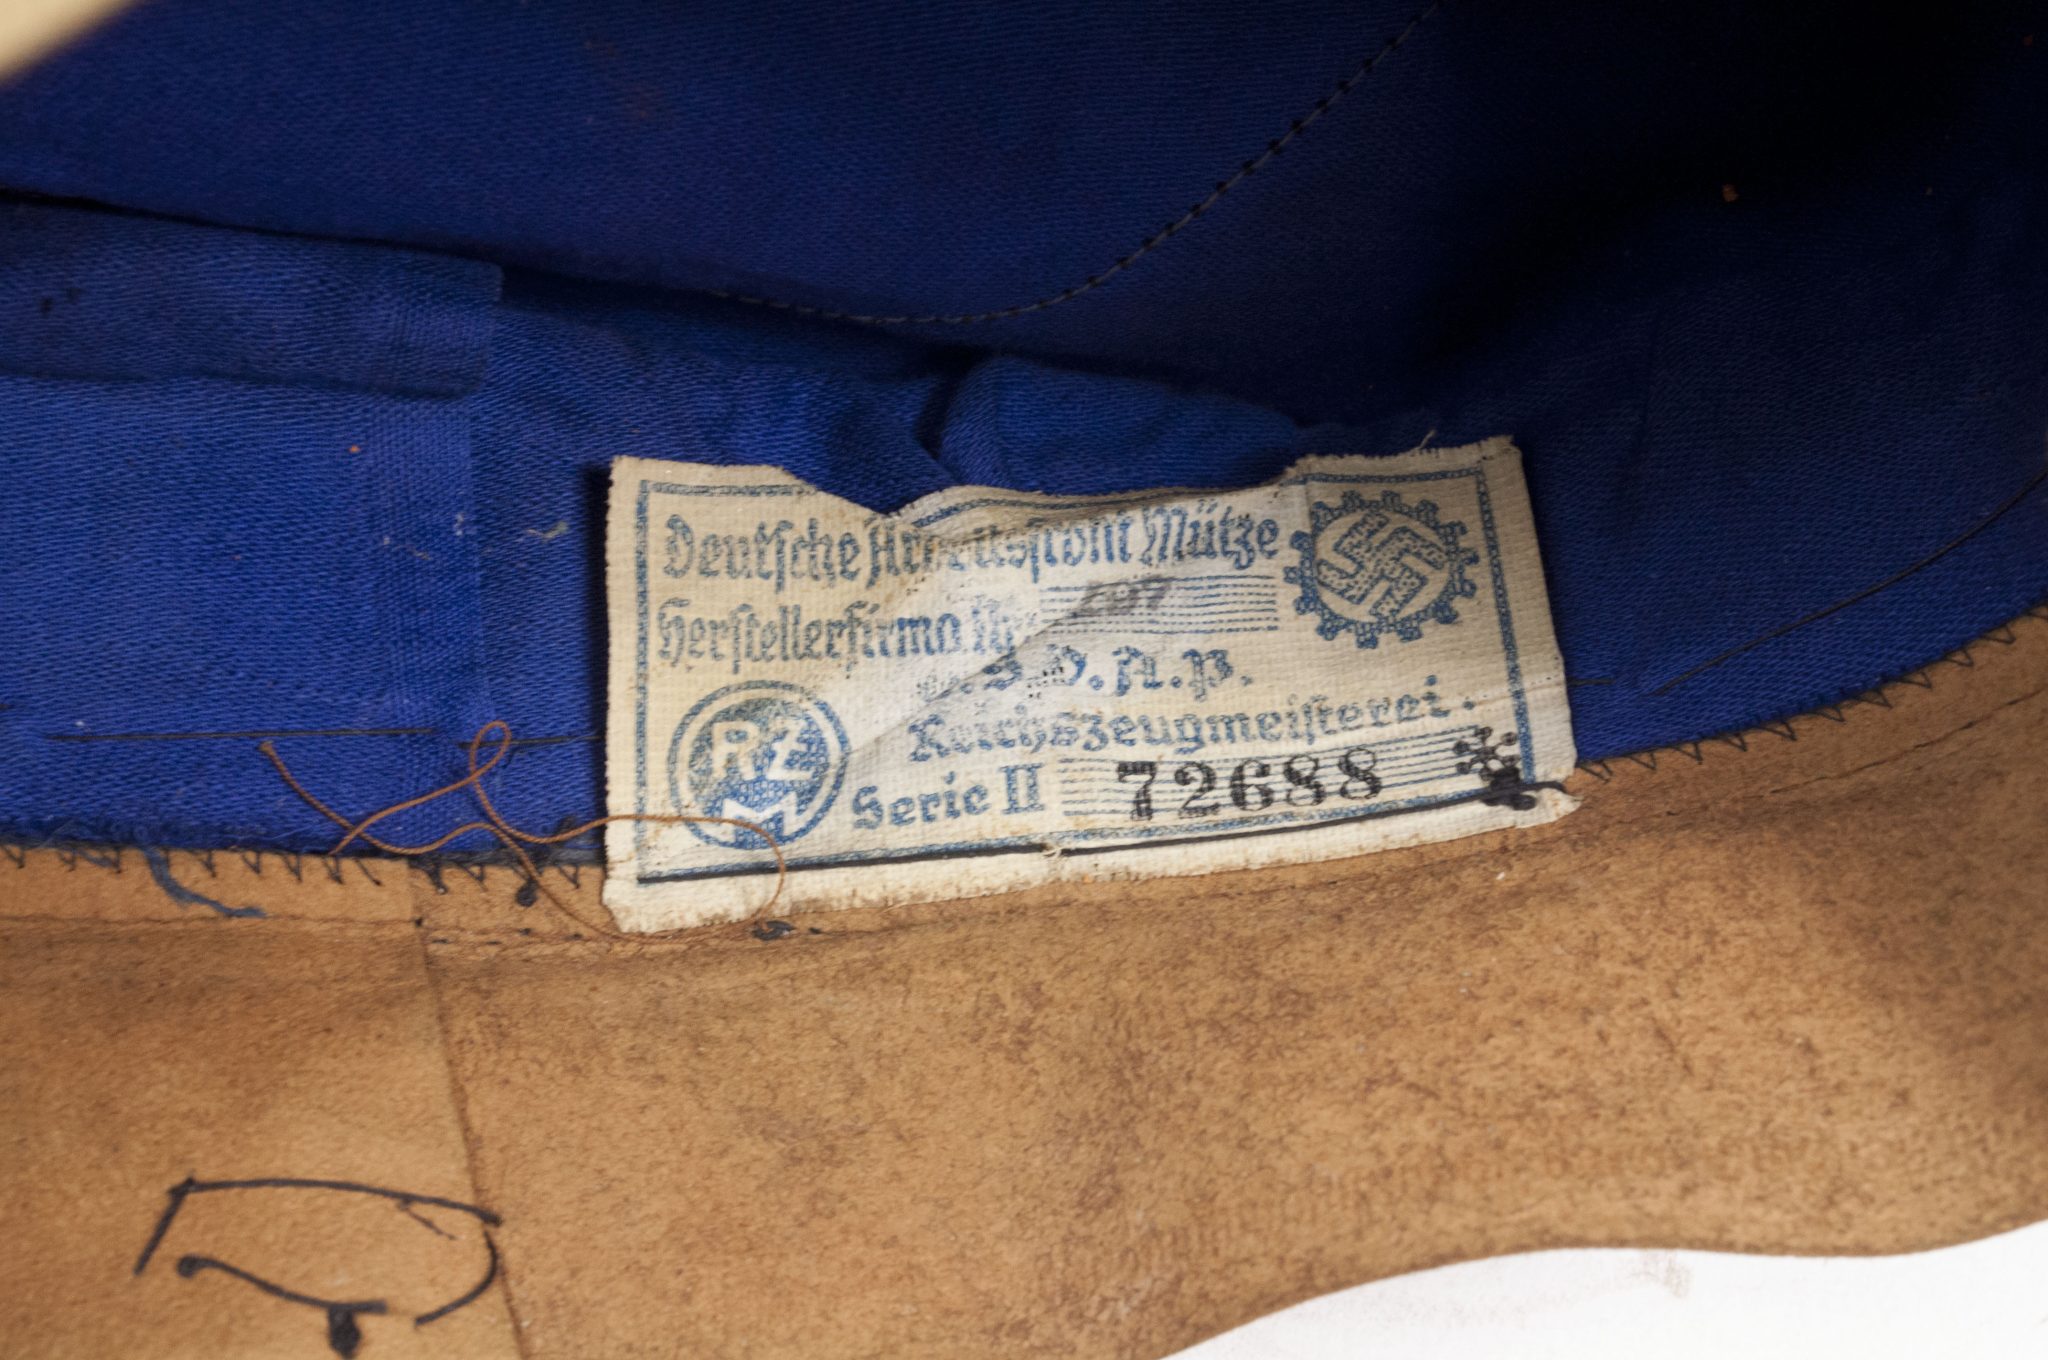 Deutsche Arbeitsfront Mütze
Herstellerfirma Nr.
S.D.A.P.
Reichszeugmeisterei.
Serie II 72688
RZM